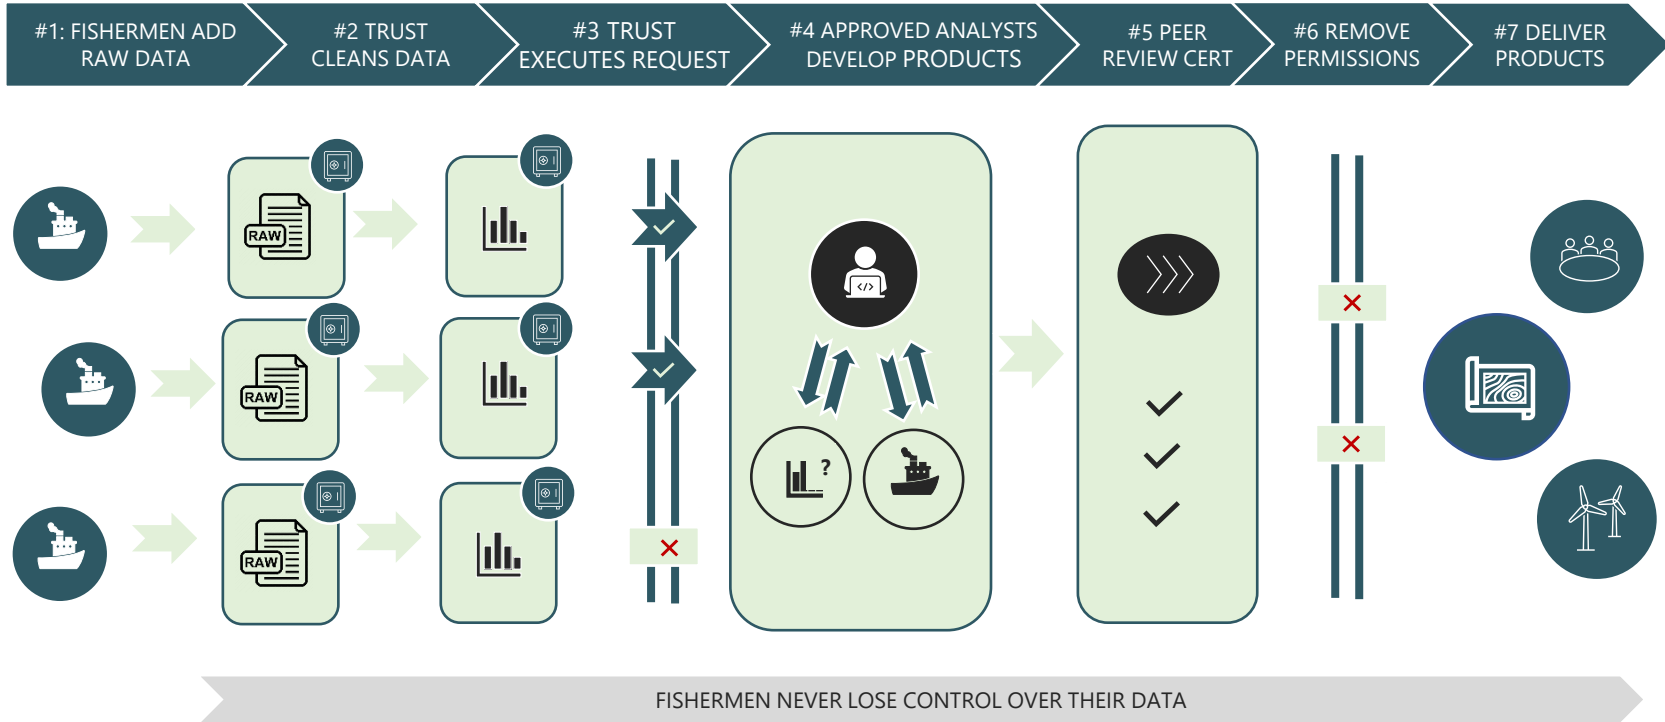 #1: FISHERMEN ADD
RAW DATA
#2 TRUST
CLEANS DATA
#3 TRUST
EXECUTES REQUEST
#4 APPROVED ANALYSTS
DEVELOP PRODUCTS
#5 PEER
REVIEW CERT
#6 REMOVE
PERMISSIONS
#7 DELIVER
PRODUCTS
RAW
RAW
RAW
</>
?
FISHERMEN NEVER LOSE CONTROL OVER THEIR DATA